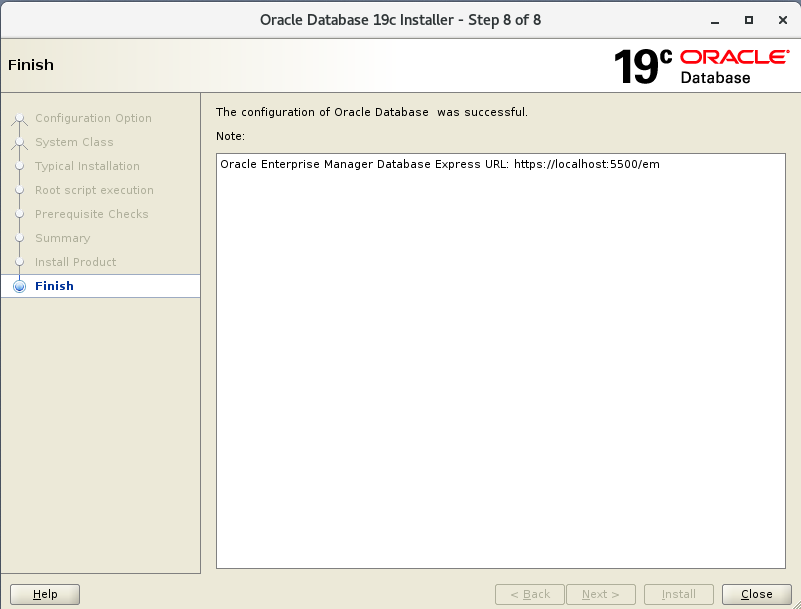 Oracle Database 19c Installer - Step 8 of 8
Finish
19c ORACLE
Database
Configuration Option
System Class
Typical Installation
Root script execution
Prerequisite Checks
Summary
Install Product
Finish
The configuration of Oracle Database  was successful.
Note:
Oracle Enterprise Manager Database Express URL: https://localhost:5500/em
Help
< Back
Next >
Install
Close